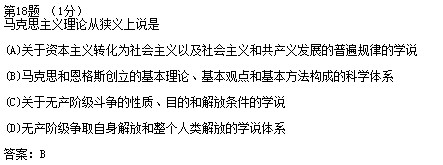 第18题 （1分）
马克思主义理论从狭义上说是
(A)关于资本主义转化为社会主义以及社会主义和共产义发展的普遍规律的学说
(B)马克思和恩格斯创立的基本理论、基本观点和基本方法构成的科学体系
(C)关于无产阶级斗争的性质、目的和解放条件的学说
(D)无产阶级争取自身解放和整个人类解放的学说体系
答案：B